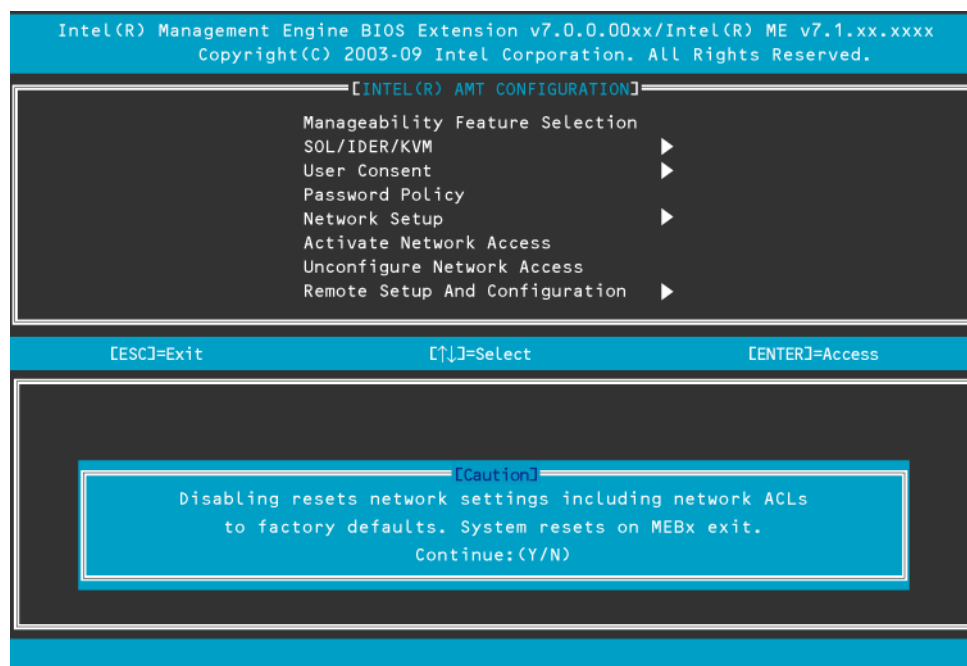 Intel(R) Management Engine BIOS Extension v7.0.0.00xx/Intel(R) ME v7.1.xx.xxxx
Copyright(C) 2003-09 Intel Corporation. All Rights Reserved.
[INTEL(R) AMT CONFIGURATION]
Manageability Feature Selection
SOL/IDER/KVM
User Consent
Password Policy
Network Setup
Activate Network Access
Unconfigure Network Access
Remote Setup And Configuration
[ESC]=Exit [↑↓]=Select [ENTER]=Access
[Caution]
Disabling resets network settings including network ACLs
to factory defaults. System resets on MEBx exit.
Continue:(Y/N)